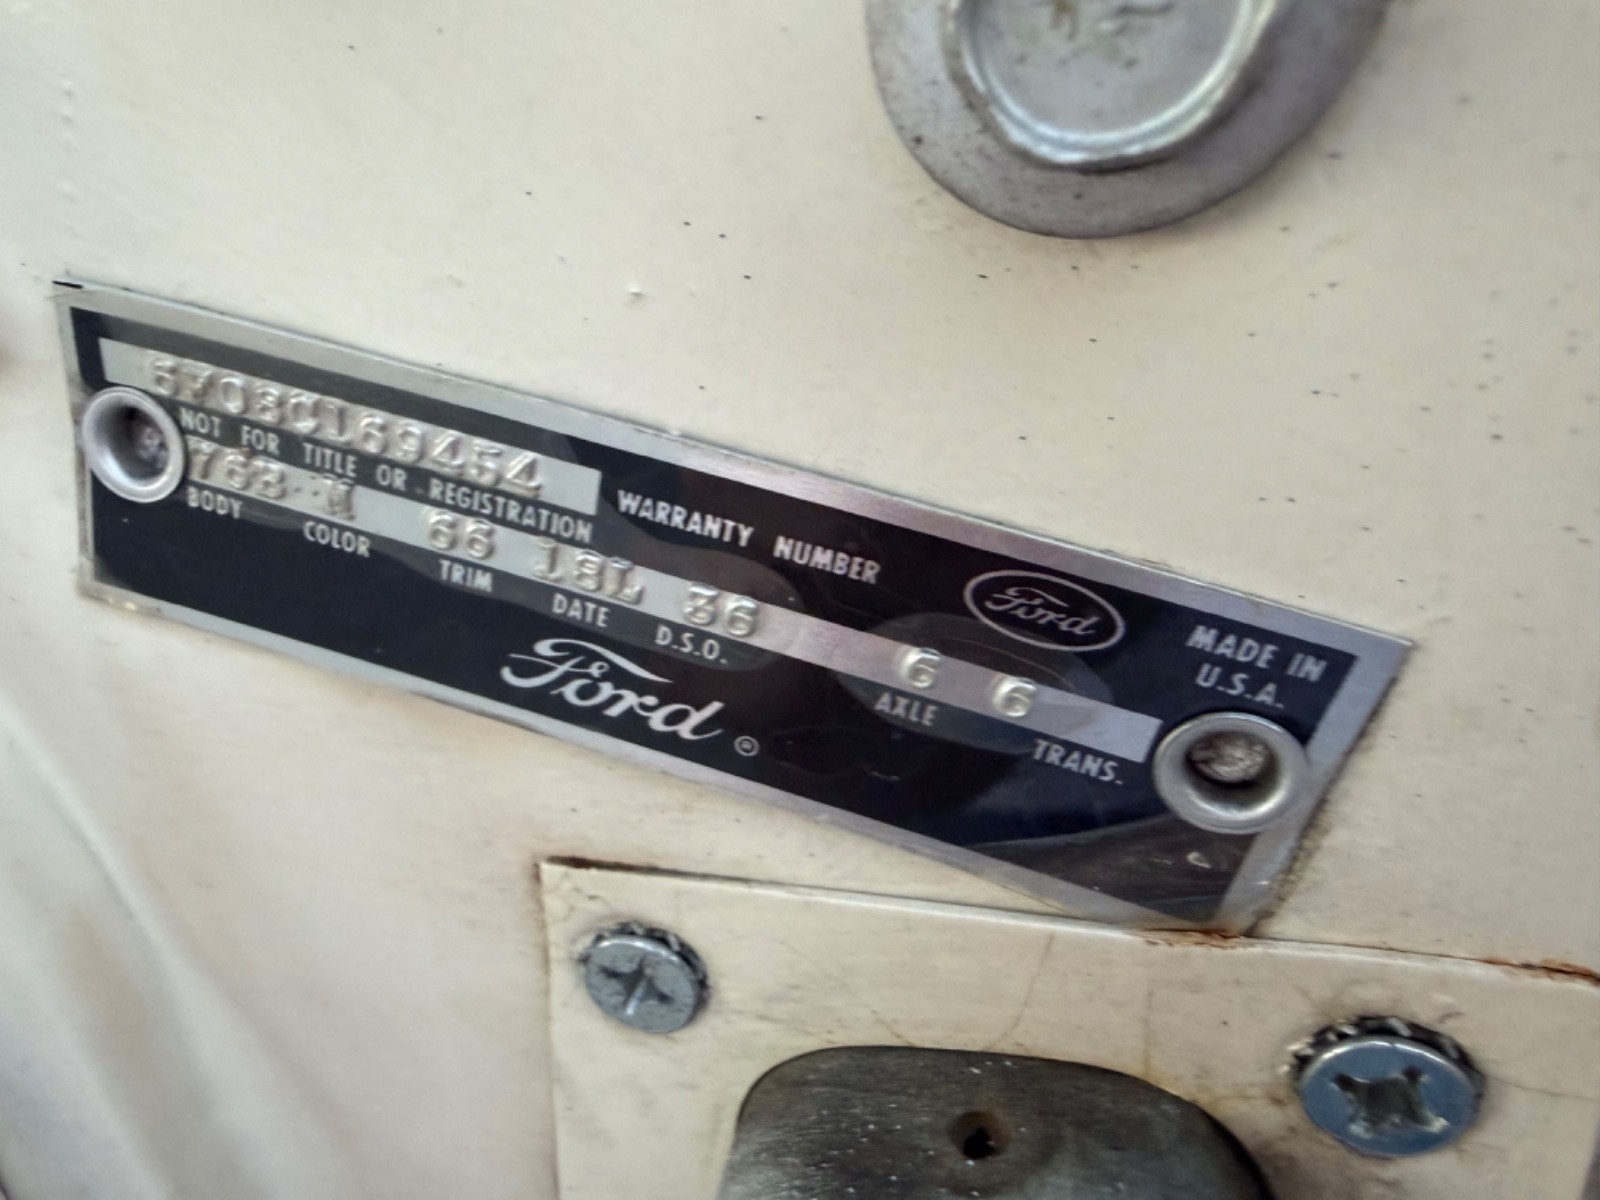 6F08C169454
NOT FOR TITLE OR REGISTRATION
WARRANTY NUMBER
Ford
MADE IN
U.S.A.
76B M 66 18L 36 6 6
BODY COLOR TRIM DATE D.S.O. AXLE TRANS.
Ford ®